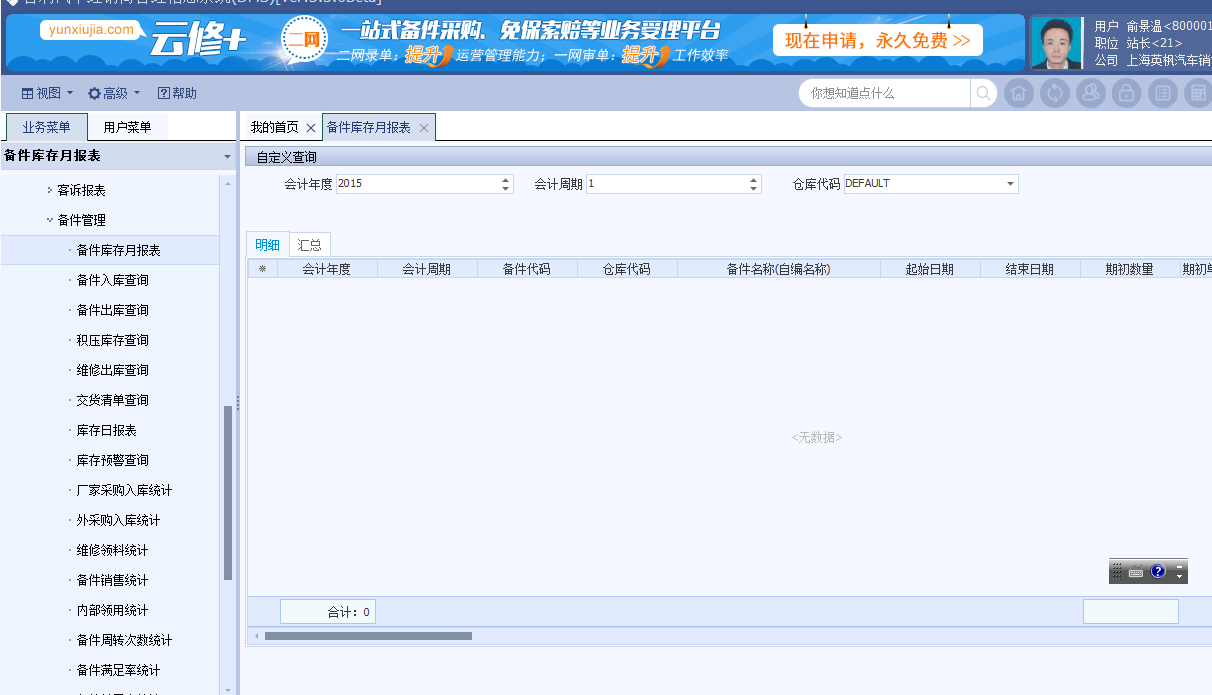 yunxiujia.com
云修+
二网
一站式备件采购、免保索赔等业务受理平台
二网录单；提升运营管理能力；一网审单：提升工作效率
现在申请，永久免费 >>
用户 俞景温<800001
职位 站长<21>
公司 上海英枫汽车销
视图 高级 帮助
你想知道点什么
业务菜单 用户菜单
我的首页 备件库存月报表
备件库存月报表
客诉报表
备件管理
备件库存月报表
备件入库查询
备件出库查询
积压库存查询
维修出库查询
交货清单查询
库存日报表
库存预警查询
厂家采购入库统计
外采购入库统计
维修领料统计
备件销售统计
内部领用统计
备件周转次数统计
备件满足率统计
自定义查询
会计年度 2015 会计周期 1 仓库代码 DEFAULT
明细 汇总
会计年度 会计周期 备件代码 仓库代码 备件名称(自编名称) 起始日期 结束日期 期初数量 期初单
<无数据>
合计：0